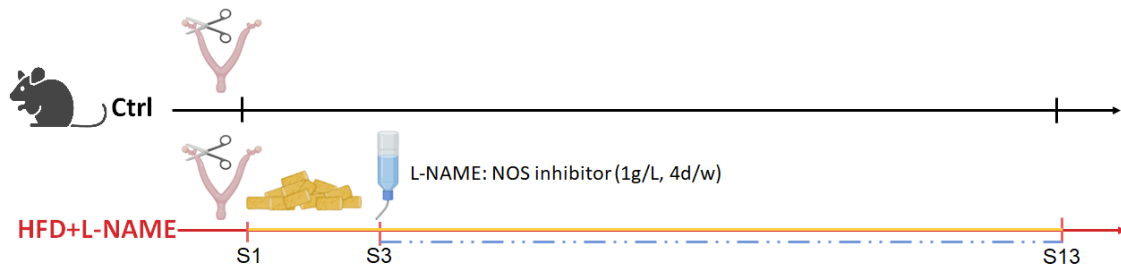 Ctrl
L-NAME: NOS inhibitor (1g/L, 4d/w)
HFD+L-NAME
S1 S3 S13